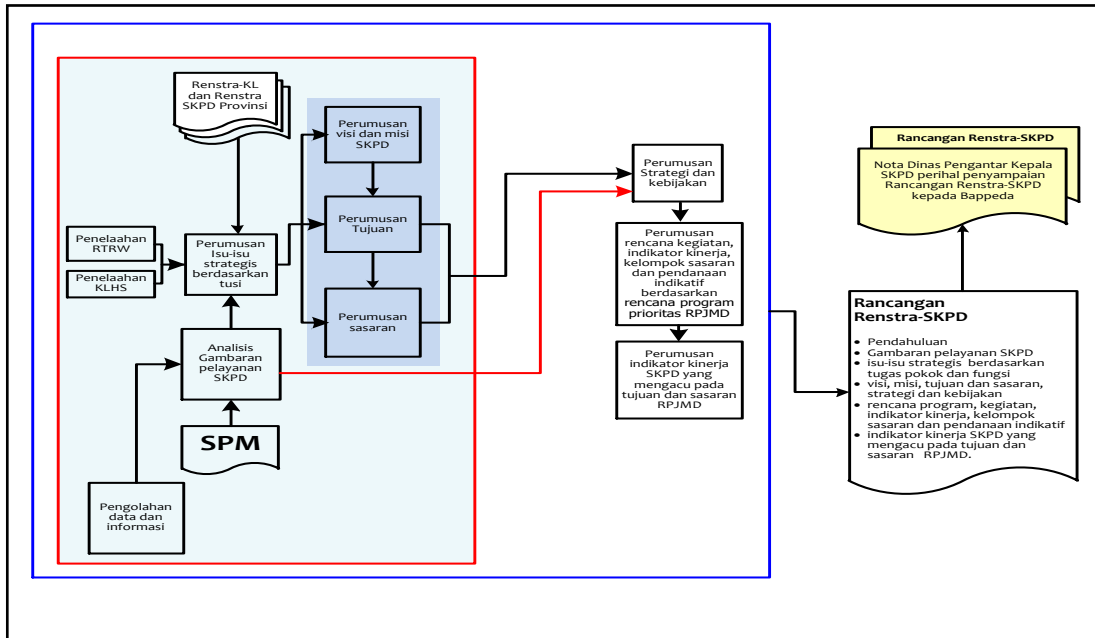 Renstra-KL
dan Renstra
SKPD Provinsi
Perumusan
visi dan misi
SKPD
Perumusan
Tujuan
Perumusan
sasaran
Penelaahan
RTRW
Penelaahan
KLHS
Perumusan
Isu-isu
strategis
berdasarkan
tusi
Analisis
Gambaran
pelayanan
SKPD
SPM
Pengolahan
data dan
informasi
Perumusan
Strategi dan
kebijakan
Perumusan
rencana kegiatan,
indikator kinerja,
kelompok sasaran
dan pendanaan
indikatif
berdasarkan
rencana program
prioritas RPJMD
Perumusan
indikator kinerja
SKPD yang
mengacu pada
tujuan dan sasaran
RPJMD
Rancangan Renstra-SKPD
Nota Dinas Pengantar Kepala
SKPD perihal penyampaian
Rancangan Renstra-SKPD
kepada Bappeda
Rancangan
Renstra-SKPD
• Pendahuluan
• Gambaran pelayanan SKPD
• isu-isu strategis berdasarkan
tugas pokok dan fungsi
• visi, misi, tujuan dan sasaran,
strategi dan kebijakan
• rencana program, kegiatan,
indikator kinerja, kelompok
sasaran dan pendanaan indikatif
• indikator kinerja SKPD yang
mengacu pada tujuan dan
sasaran RPJMD.